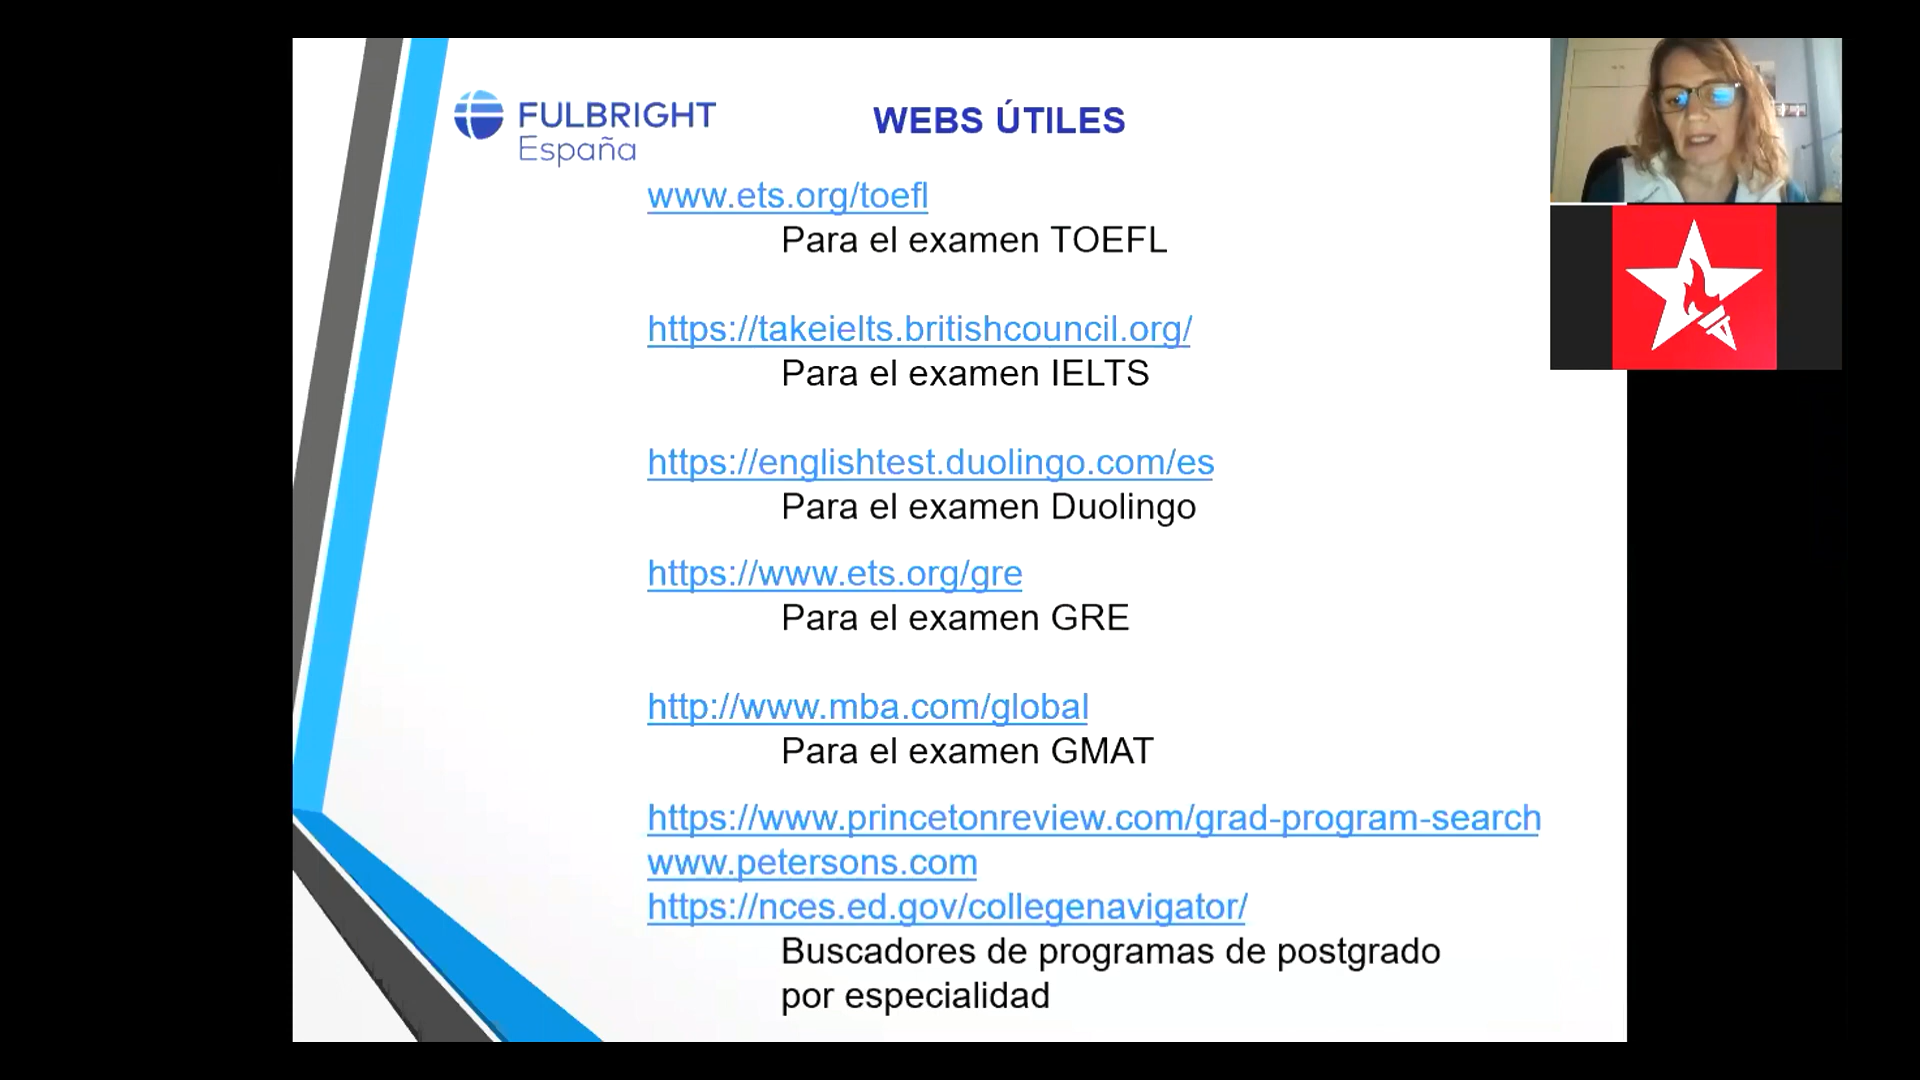 FULBRIGHT
España
WEBS ÚTILES
www.ets.org/toefl
Para el examen TOEFL
https://takeielts.britishcouncil.org/
Para el examen IELTS
https://englishtest.duolingo.com/es
Para el examen Duolingo
https://www.ets.org/gre
Para el examen GRE
http://www.mba.com/global
Para el examen GMAT
https://www.princetonreview.com/grad-program-search
www.petersons.com
https://nces.ed.gov/collegenavigator/
Buscadores de programas de postgrado
por especialidad